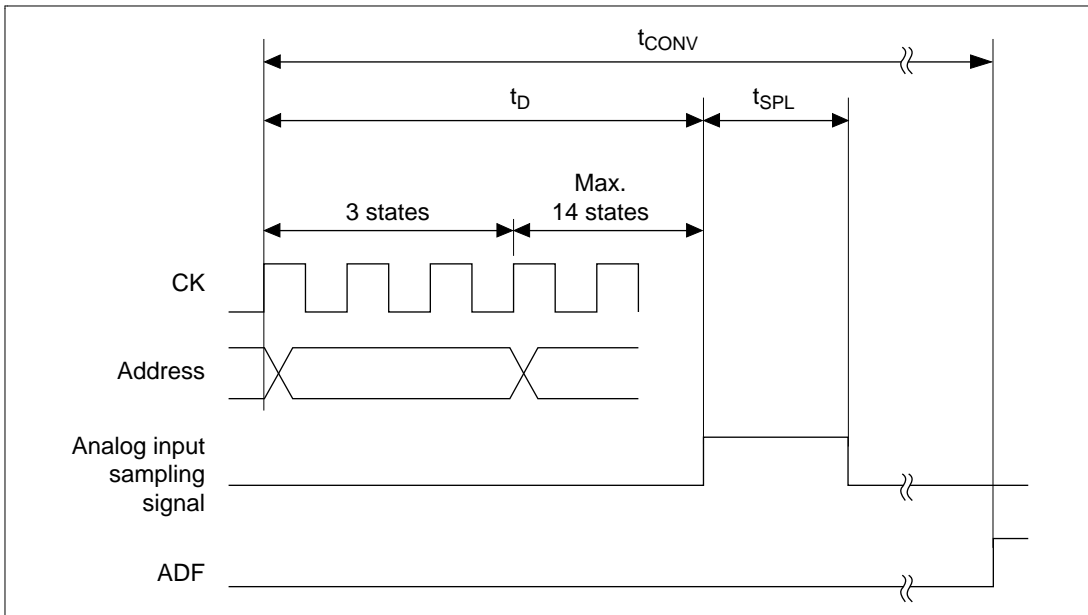 tCONV
tD
tSPL
3 states
Max.
14 states
CK
Address
Analog input
sampling
signal
ADF